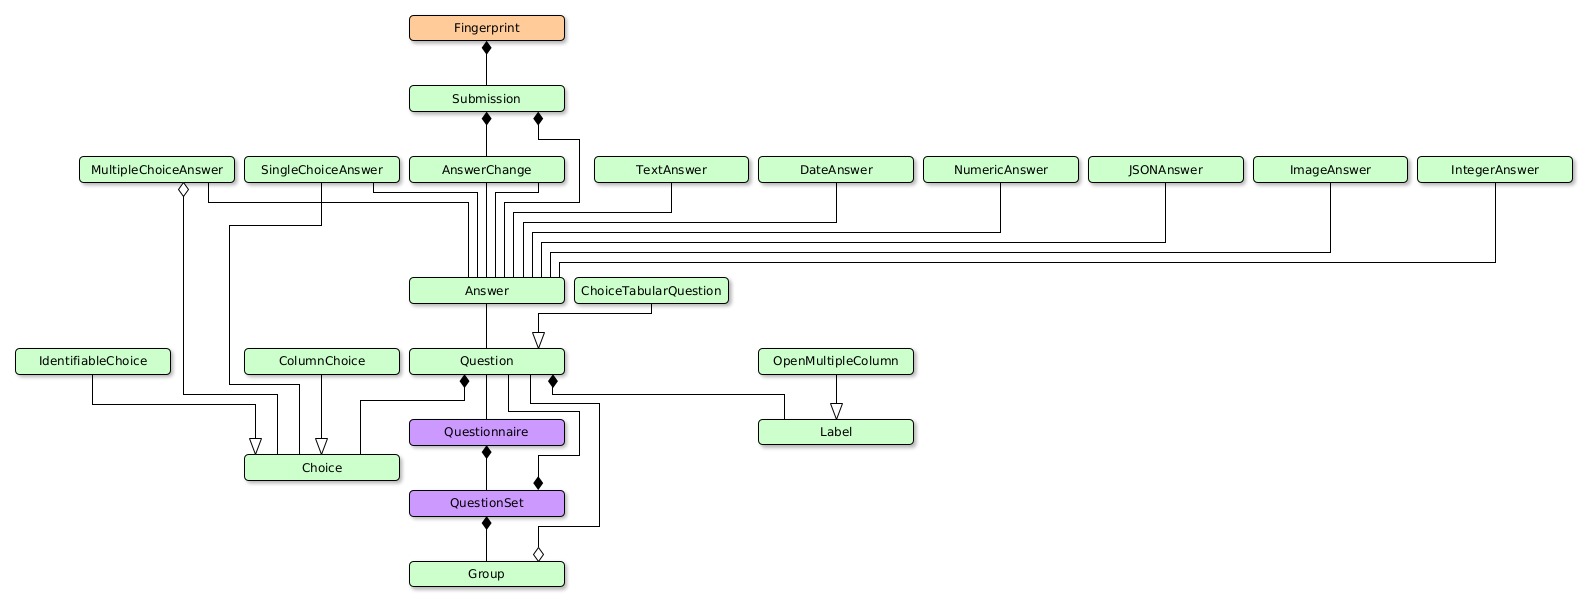 Fingerprint
Submission
MultipleChoiceAnswer
SingleChoiceAnswer
AnswerChange
TextAnswer
DateAnswer
NumericAnswer
JSONAnswer
ImageAnswer
IntegerAnswer
Answer
ChoiceTabularQuestion
IdentifiableChoice
ColumnChoice
Question
OpenMultipleColumn
Questionnaire
Label
Choice
QuestionSet
Group